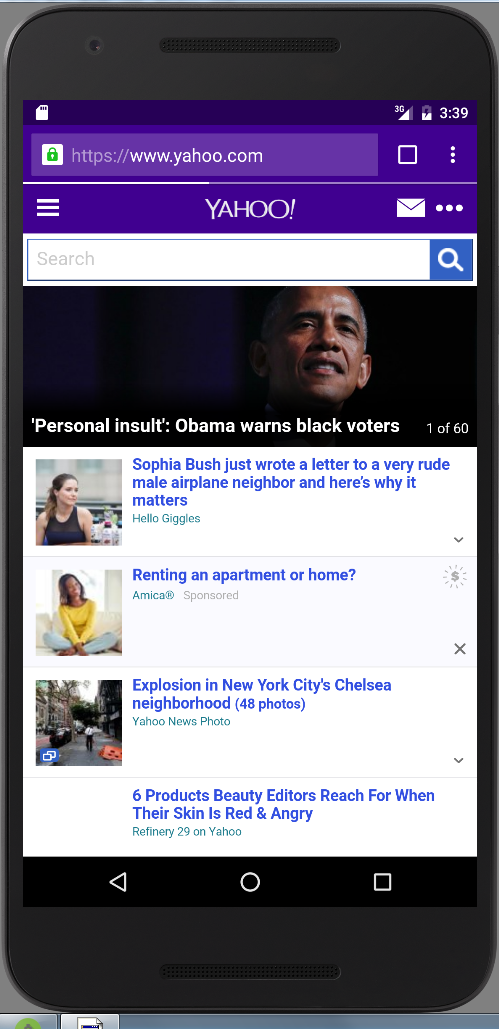 3G 3:39
https://www.yahoo.com
YAHOO!
Search
'Personal insult': Obama warns black voters 1 of 60
Sophia Bush just wrote a letter to a very rude
male airplane neighbor and here's why it
matters
Hello Giggles
Renting an apartment or home?
$
Amica® Sponsored
Explosion in New York City's Chelsea
neighborhood (48 photos)
Yahoo News Photo
6 Products Beauty Editors Reach For When
Their Skin Is Red & Angry
Refinery 29 on Yahoo